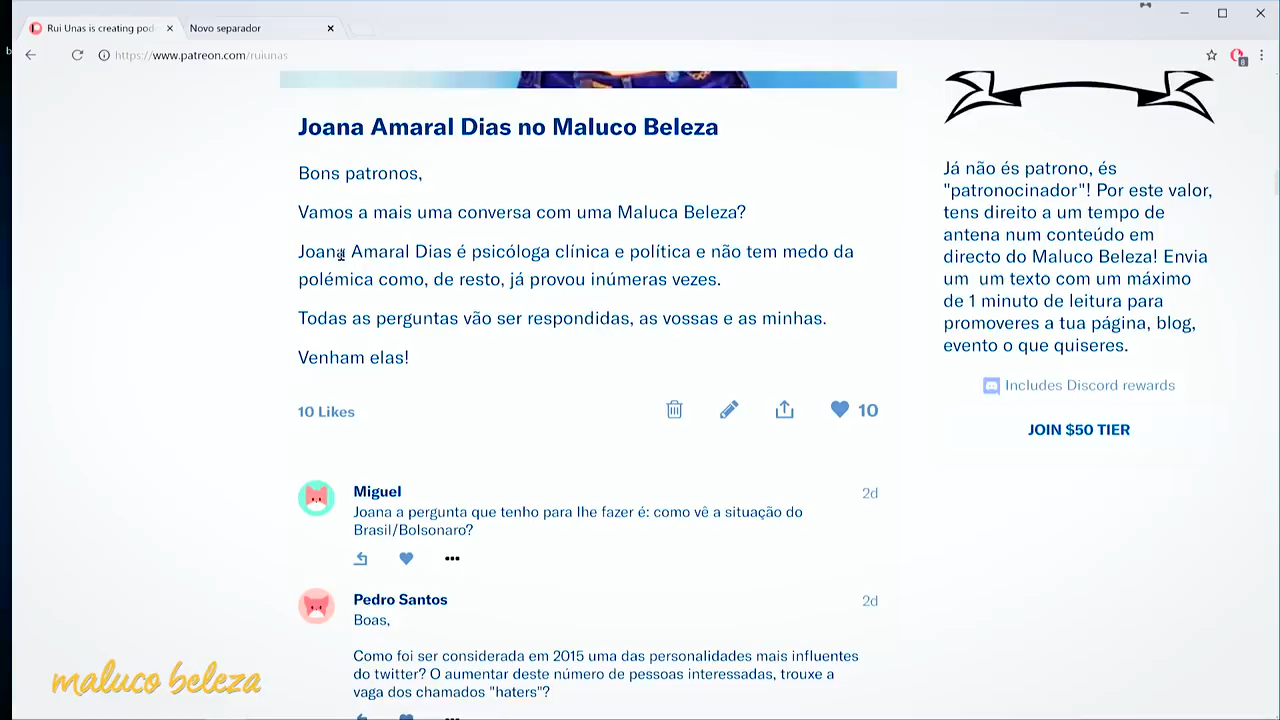 Rui Unas is creating pod
Novo separador
https://www.patreon.com/ruiunas
8
Joana Amaral Dias no Maluco Beleza
Bons patronos,
Vamos a mais uma conversa com uma Maluca Beleza?
Joana Amaral Dias é psicóloga clínica e política e não tem medo da
polémica como, de resto, já provou inúmeras vezes.
Todas as perguntas vão ser respondidas, as vossas e as minhas.
Venham elas!
10 Likes
10
Miguel
2d
Joana a pergunta que tenho para lhe fazer é: como vê a situação do
Brasil/Bolsonaro?
Pedro Santos
2d
Boas,
Como foi ser considerada em 2015 uma das personalidades mais influentes
do twitter? O aumentar deste número de pessoas interessadas, trouxe a
vaga dos chamados "haters"?
Já não és patrono, és
"patronocinador"! Por este valor,
tens direito a um tempo de
antena num conteúdo em
directo do Maluco Beleza! Envia
um um texto com um máximo
de 1 minuto de leitura para
promoveres a tua página, blog,
evento o que quiseres.
Includes Discord rewards
JOIN $50 TIER
maluco beleza